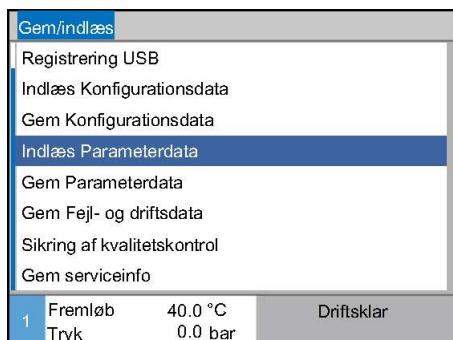 Gem/indlæs
Registrering USB
Indlæs Konfigurationsdata
Gem Konfigurationsdata
Indlæs Parameterdata
Gem Parameterdata
Gem Fejl- og driftsdata
Sikring af kvalitetskontrol
Gem serviceinfo
1 Fremløb 40.0 °C Driftsklar
Tryk 0.0 bar